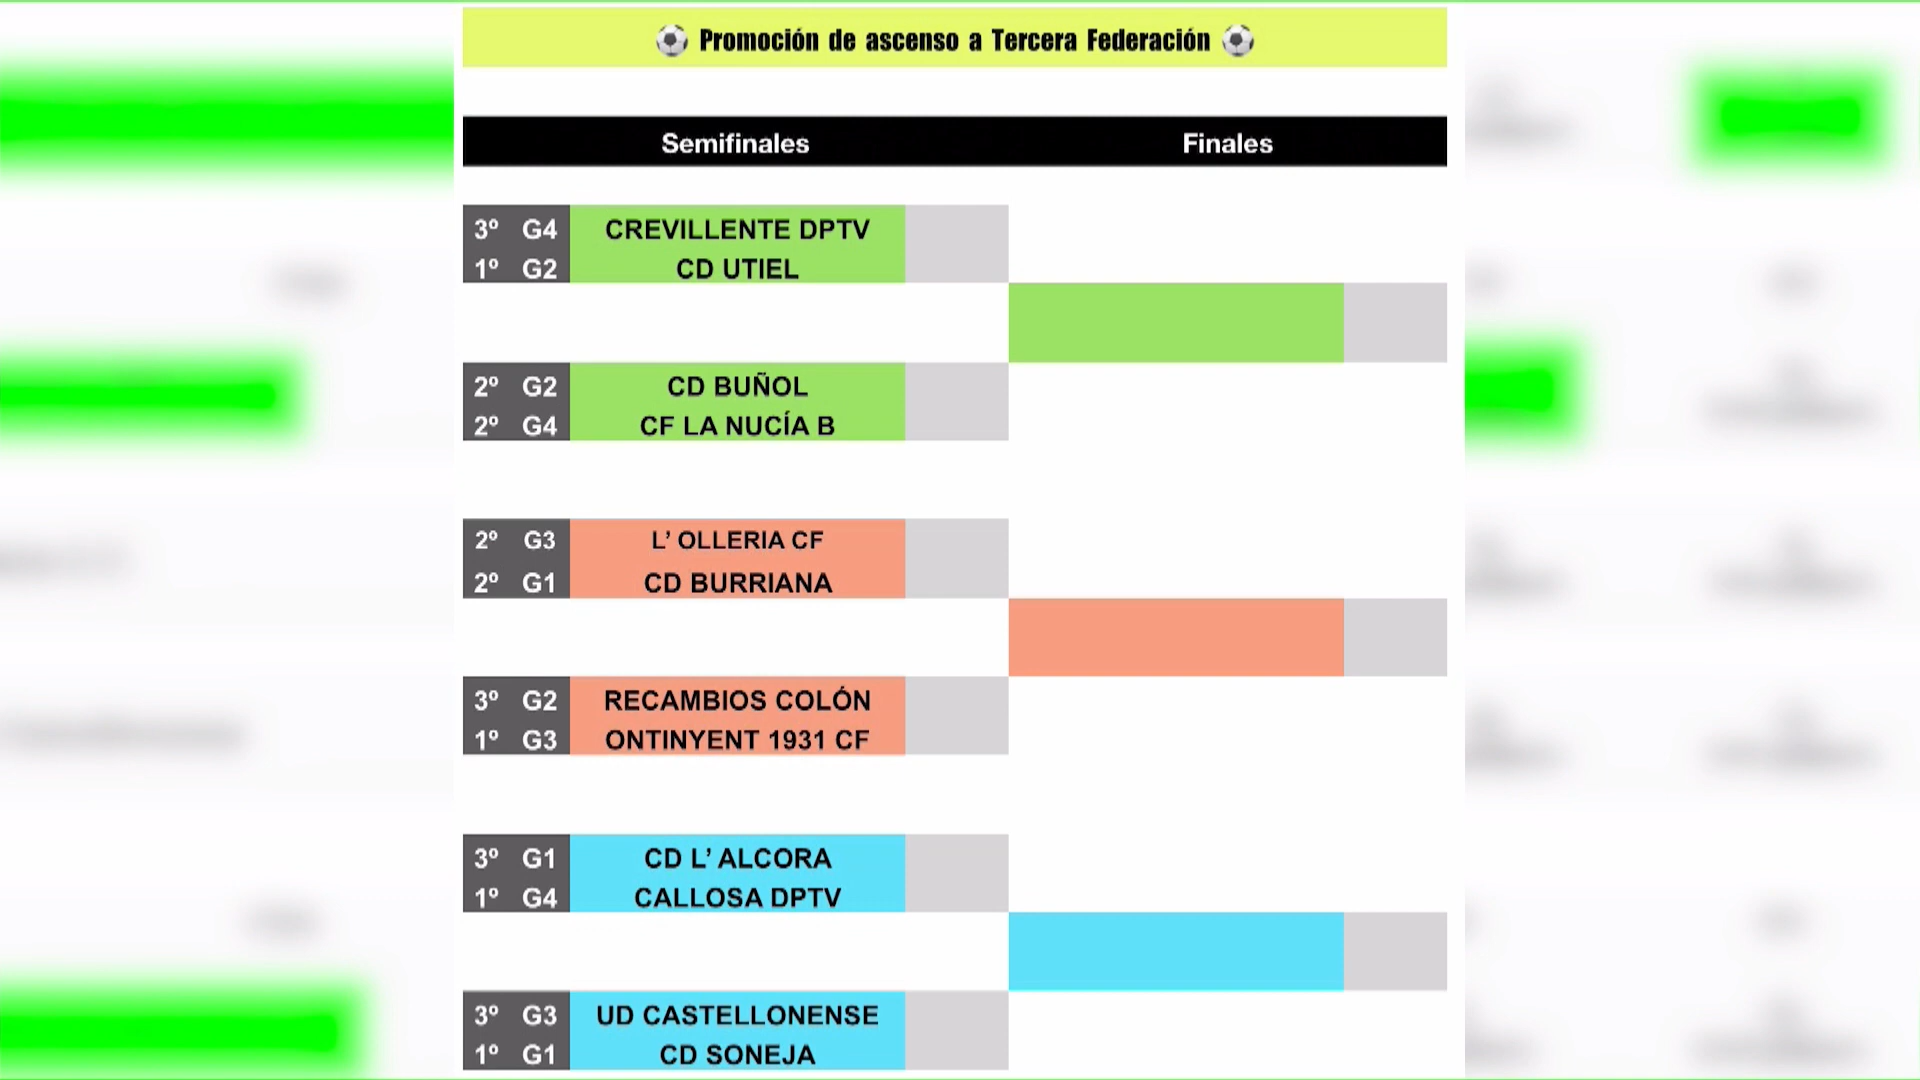 Promoción de ascenso a Tercera Federación
Semifinales Finales
3º G4 CREVILLENTE DPTV
1º G2 CD UTIEL
2º G2 CD BUÑOL
2º G4 CF LA NUCÍA B
2º G3 L’ OLLERIA CF
2º G1 CD BURRIANA
3º G2 RECAMBIOS COLÓN
1º G3 ONTINYENT 1931 CF
3º G1 CD L’ ALCORA
1º G4 CALLOSA DPTV
3º G3 UD CASTELLONENSE
1º G1 CD SONEJA